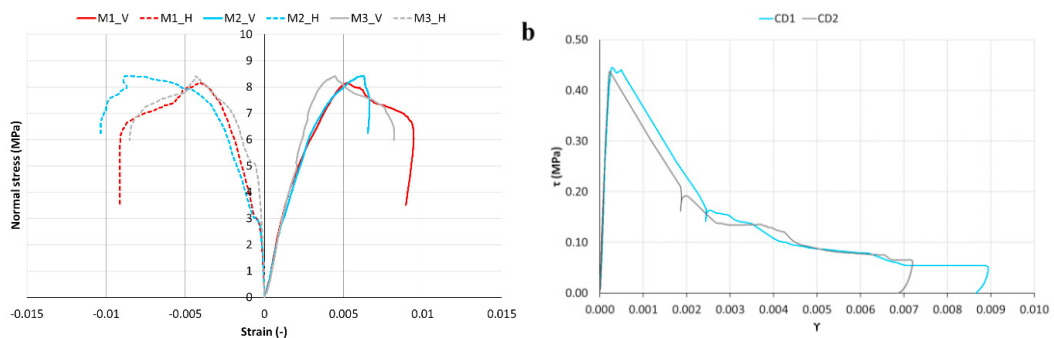 M1_V M1_H M2_V M2_H M3_V M3_H
10
9
8
7
6
5
4
3
2
1
0
-0.015 -0.01 -0.005 0 0.005 0.01 0.015
Normal stress (MPa)
Strain (-)
b
CD1 CD2
0.50
0.40
0.30
0.20
0.10
0.00
0.000 0.001 0.002 0.003 0.004 0.005 0.006 0.007 0.008 0.009 0.010
τ (MPa)
γ